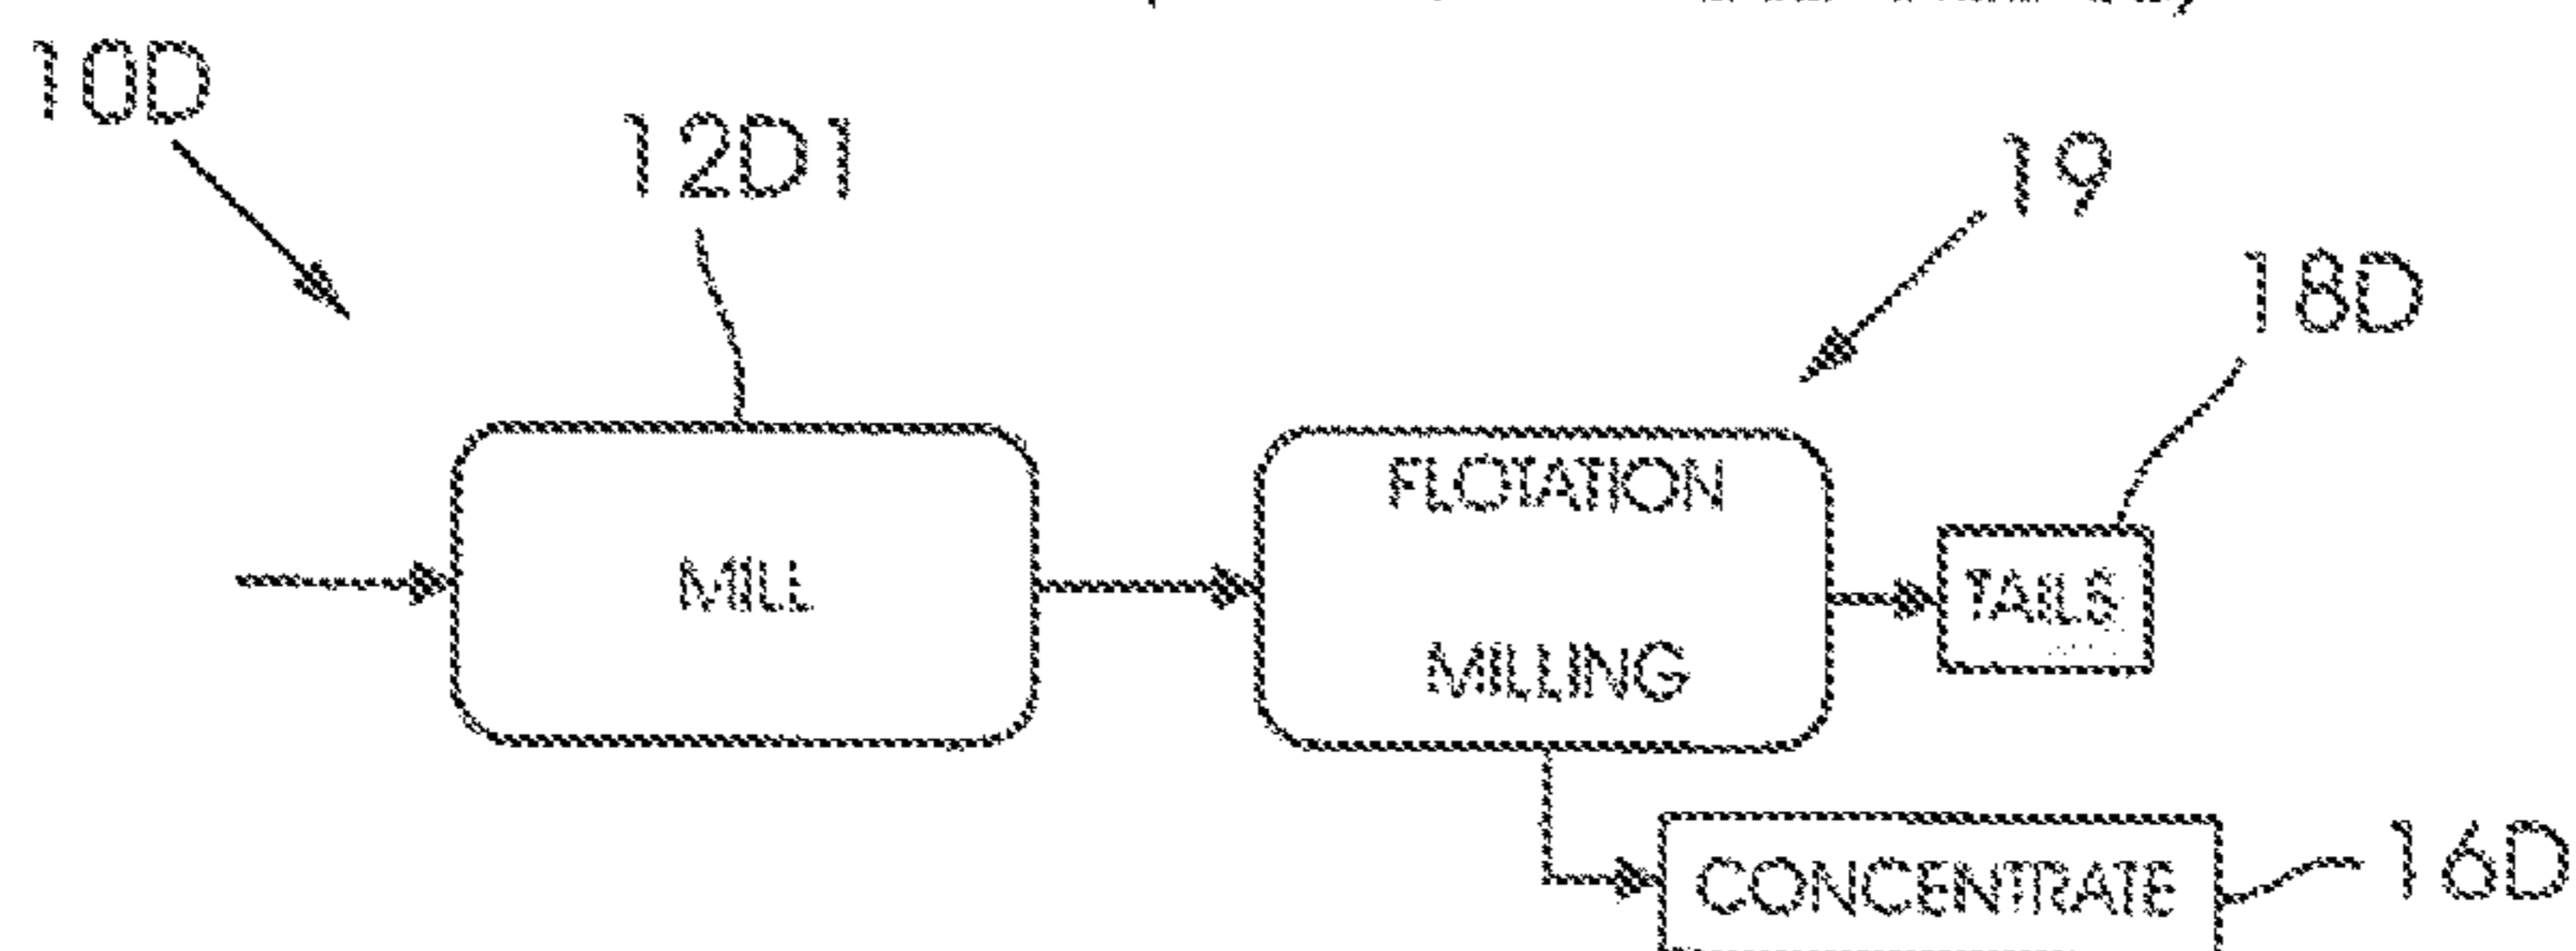 10D
12D1
19
18D
FLOTATION
MILL
TAILS
MILLING
CONCENTRATE
16D